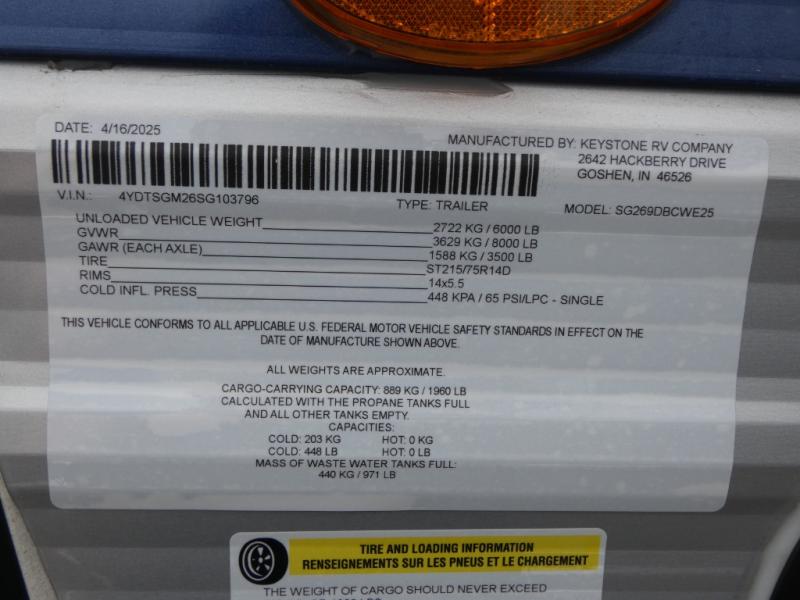 DATE: 4/16/2025
MANUFACTURED BY: KEYSTONE RV COMPANY
2642 HACKBERRY DRIVE
GOSHEN, IN 46526
V.I.N.: 4YDTSGM26SG103796 TYPE: TRAILER MODEL: SG269DBCWE25
UNLOADED VEHICLE WEIGHT 2722 KG / 6000 LB
GVWR 3629 KG / 8000 LB
GAWR (EACH AXLE) 1588 KG / 3500 LB
TIRE ST215/75R14D
RIMS 14x5.5
COLD INFL. PRESS 448 KPA / 65 PSI/LPC - SINGLE
THIS VEHICLE CONFORMS TO ALL APPLICABLE U.S. FEDERAL MOTOR VEHICLE SAFETY STANDARDS IN EFFECT ON THE
DATE OF MANUFACTURE SHOWN ABOVE.
ALL WEIGHTS ARE APPROXIMATE.
CARGO-CARRYING CAPACITY: 889 KG / 1960 LB
CALCULATED WITH THE PROPANE TANKS FULL
AND ALL OTHER TANKS EMPTY.
CAPACITIES:
COLD: 203 KG HOT: 0 KG
COLD: 448 LB HOT: 0 LB
MASS OF WASTE WATER TANKS FULL:
440 KG / 971 LB
TIRE AND LOADING INFORMATION
RENSEIGNEMENTS SUR LES PNEUS ET LE CHARGEMENT
THE WEIGHT OF CARGO SHOULD NEVER EXCEED